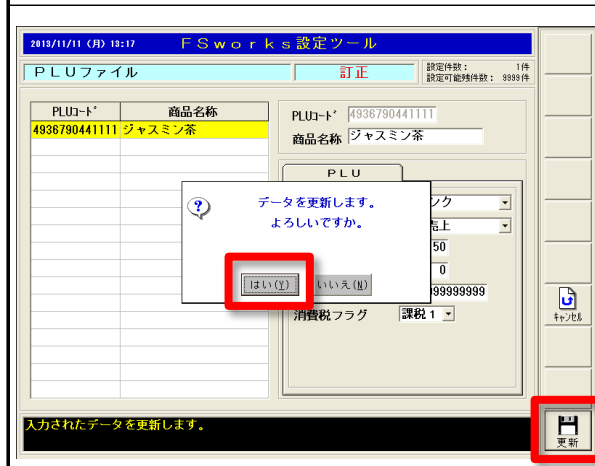 2013/11/11 (月) 13:17 FSworks設定ツール
PLUファイル
訂正
設定件数: 1件
設定可能残件数: 9999件
PLUｺｰﾄﾞ 商品名称
4936790441111 ジャスミン茶
PLUｺｰﾄﾞ 4936790441111
商品名称 ジャスミン茶
PLU
データを更新します。
よろしいですか。
はい(Y) いいえ(N)
ンク
売上
50
0
99999999
消費税フラグ 課税1
ｷｬﾝｾﾙ
入力されたデータを更新します。
更新